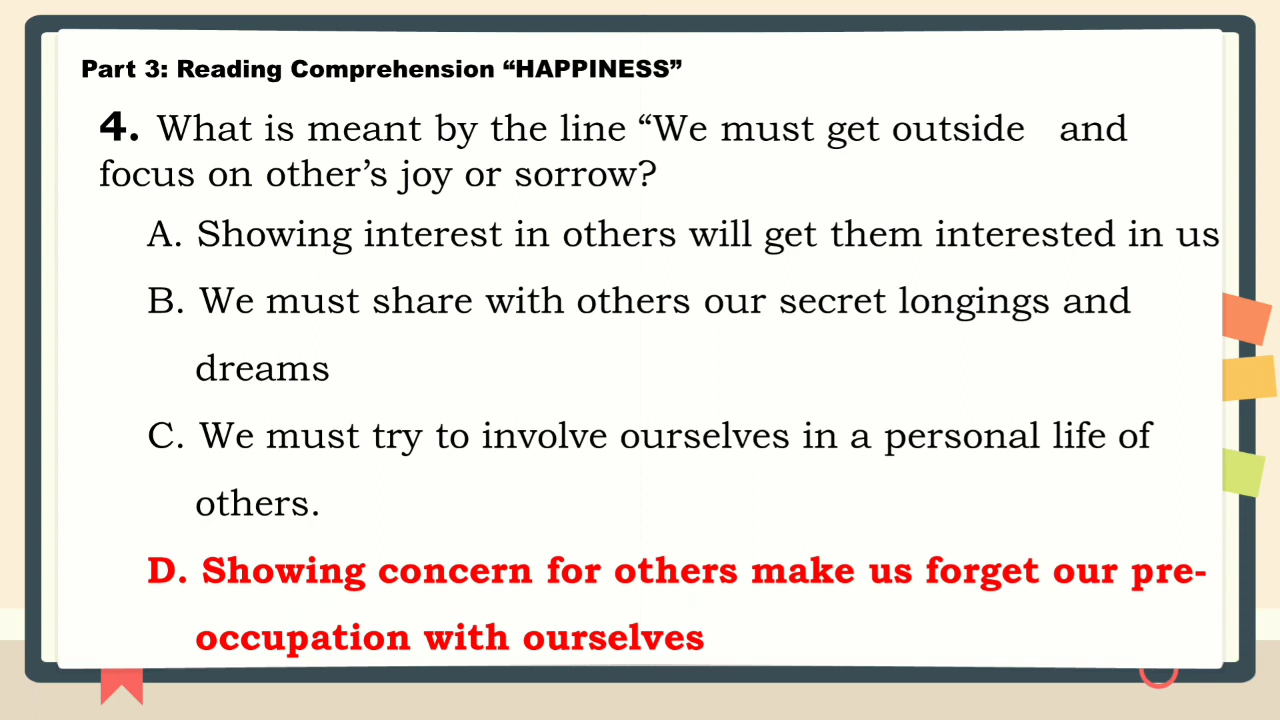 Part 3: Reading Comprehension “HAPPINESS”
4. What is meant by the line “We must get outside and
focus on other’s joy or sorrow?
A. Showing interest in others will get them interested in us
B. We must share with others our secret longings and
dreams
C. We must try to involve ourselves in a personal life of
others.
D. Showing concern for others make us forget our pre-
occupation with ourselves